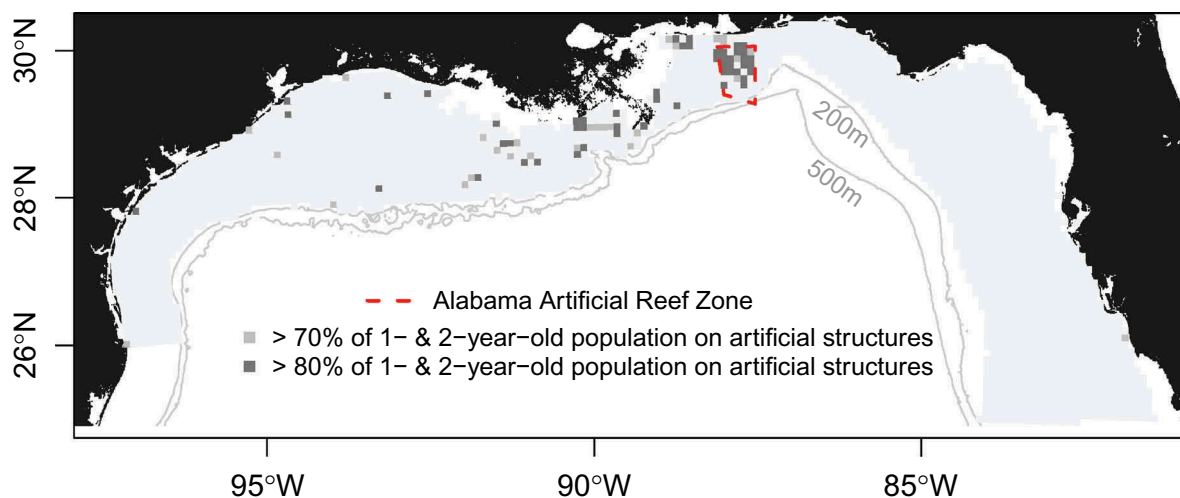 30°N
28°N
26°N
200m
500m
Alabama Artificial Reef Zone
> 70% of 1− & 2−year−old population on artificial structures
> 80% of 1− & 2−year−old population on artificial structures
95°W 90°W 85°W